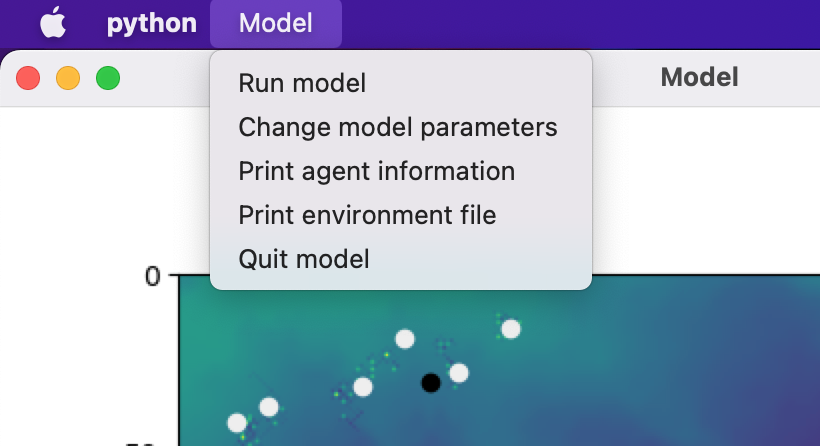 python Model
Model
Run model
Change model parameters
Print agent information
Print environment file
Quit model
0